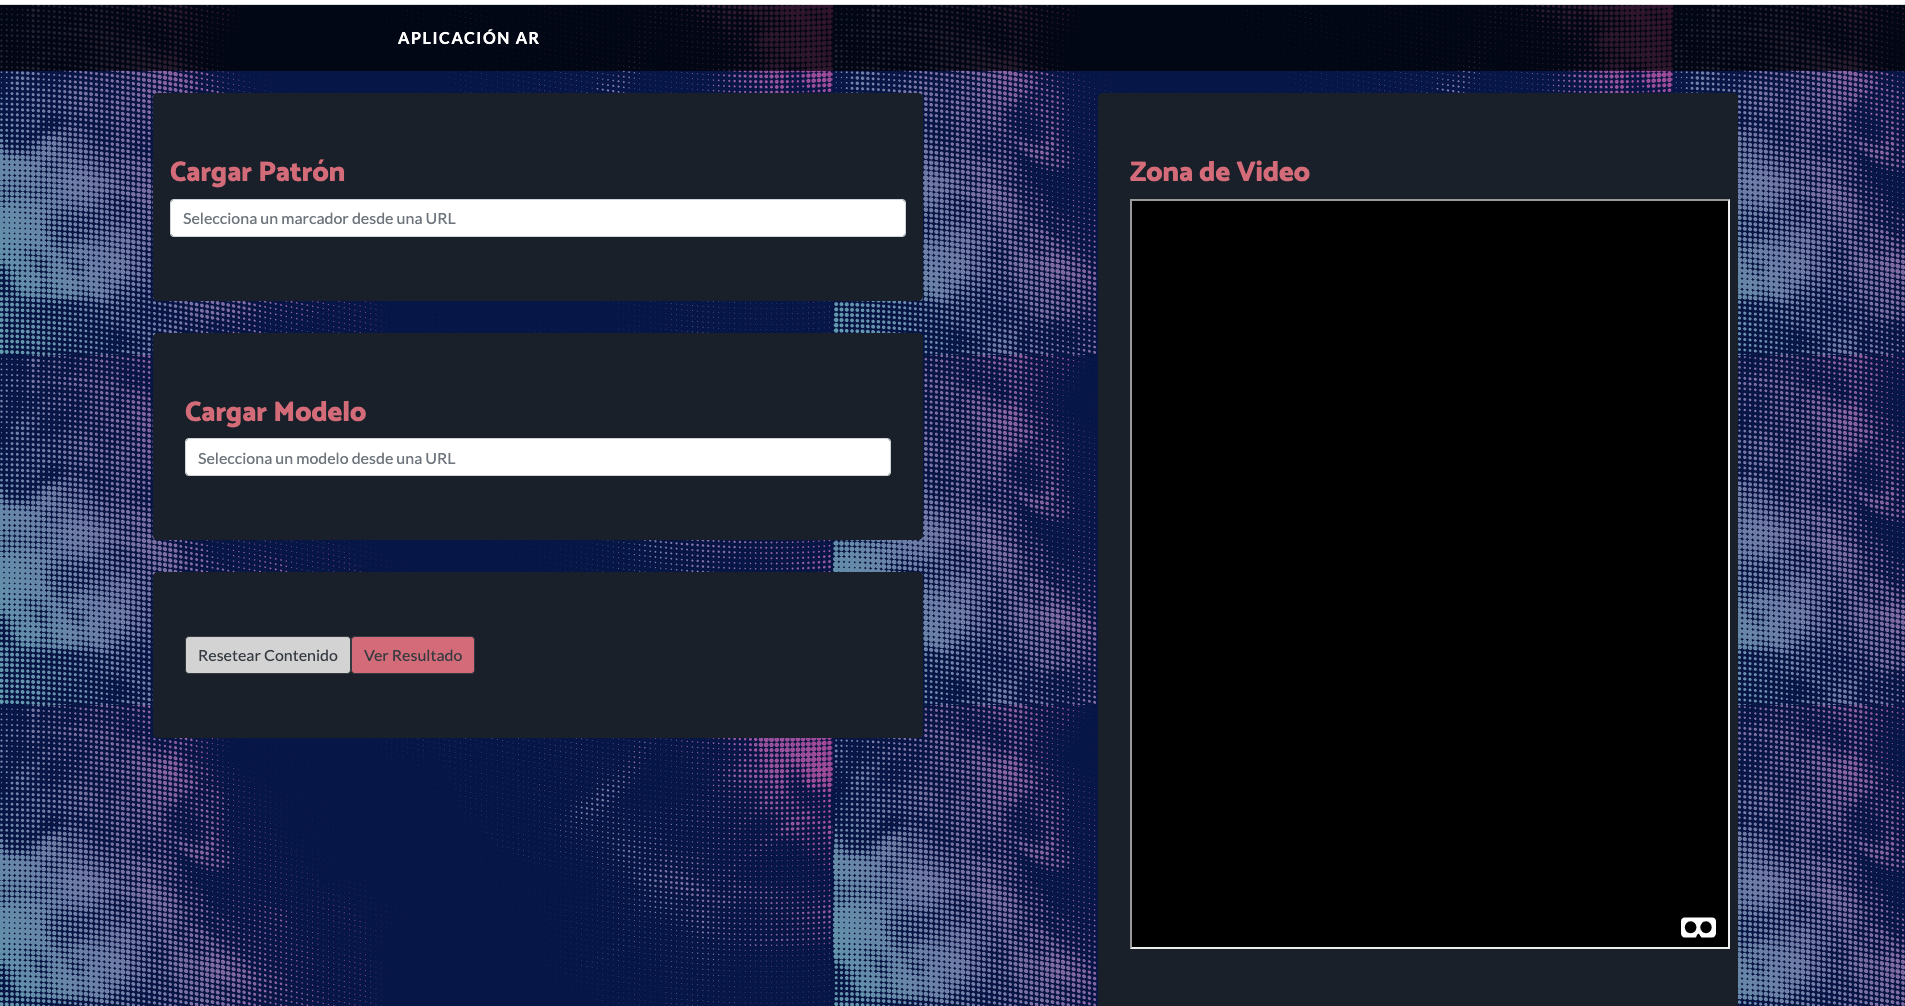 APLICACIÓN AR
Cargar Patrón
Selecciona un marcador desde una URL
Cargar Modelo
Selecciona un modelo desde una URL
Resetear Contenido
Ver Resultado
Zona de Video